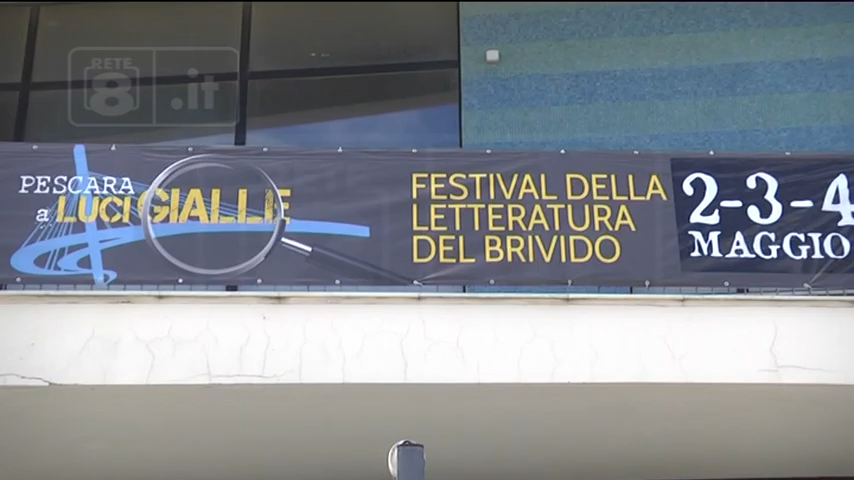 RETE
8 .it
PESCARA
a LUCI GIALLE
FESTIVAL DELLA
LETTERATURA
DEL BRIVIDO
2-3-4
MAGGIO